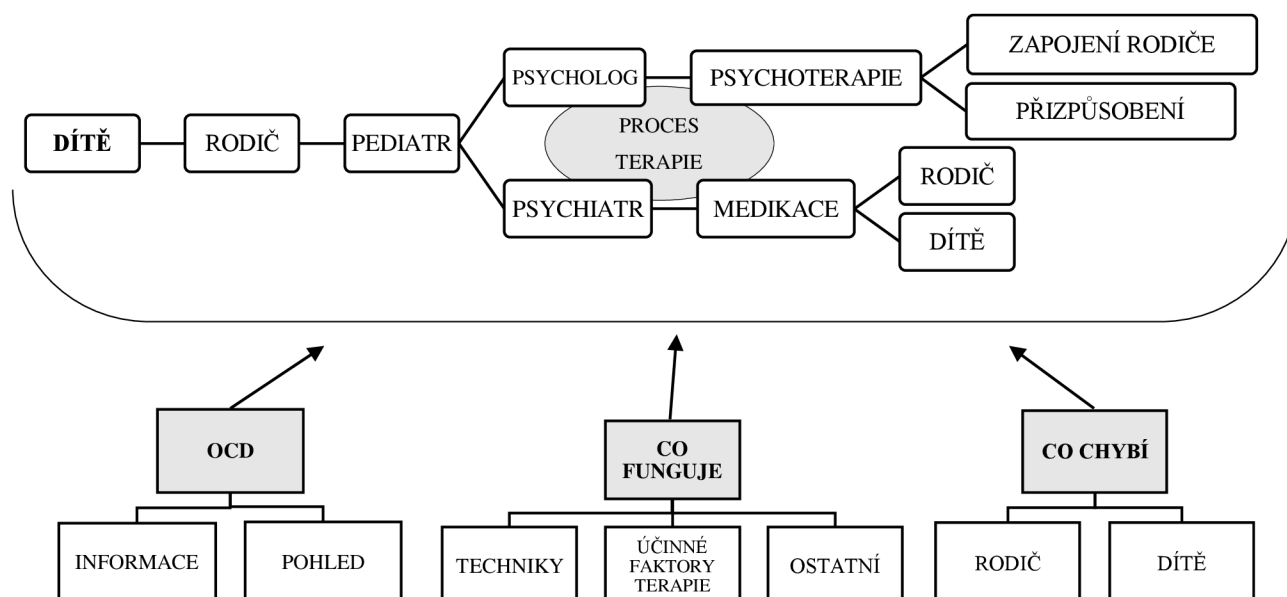 ZAPOJENÍ RODIČE
PSYCHOLOG
PSYCHOTERAPIE
PŘIZPŮSOBENÍ
PROCES
TERAPIE
DÍTĚ
RODIČ
PEDIATR
RODIČ
PSYCHIATR
MEDIKACE
DÍTĚ
OCD
CO
FUNGUJE
CO CHYBÍ
INFORMACE
POHLED
TECHNIKY
ÚČINNÉ
FAKTORY
TERAPIE
OSTATNÍ
RODIČ
DÍTĚ